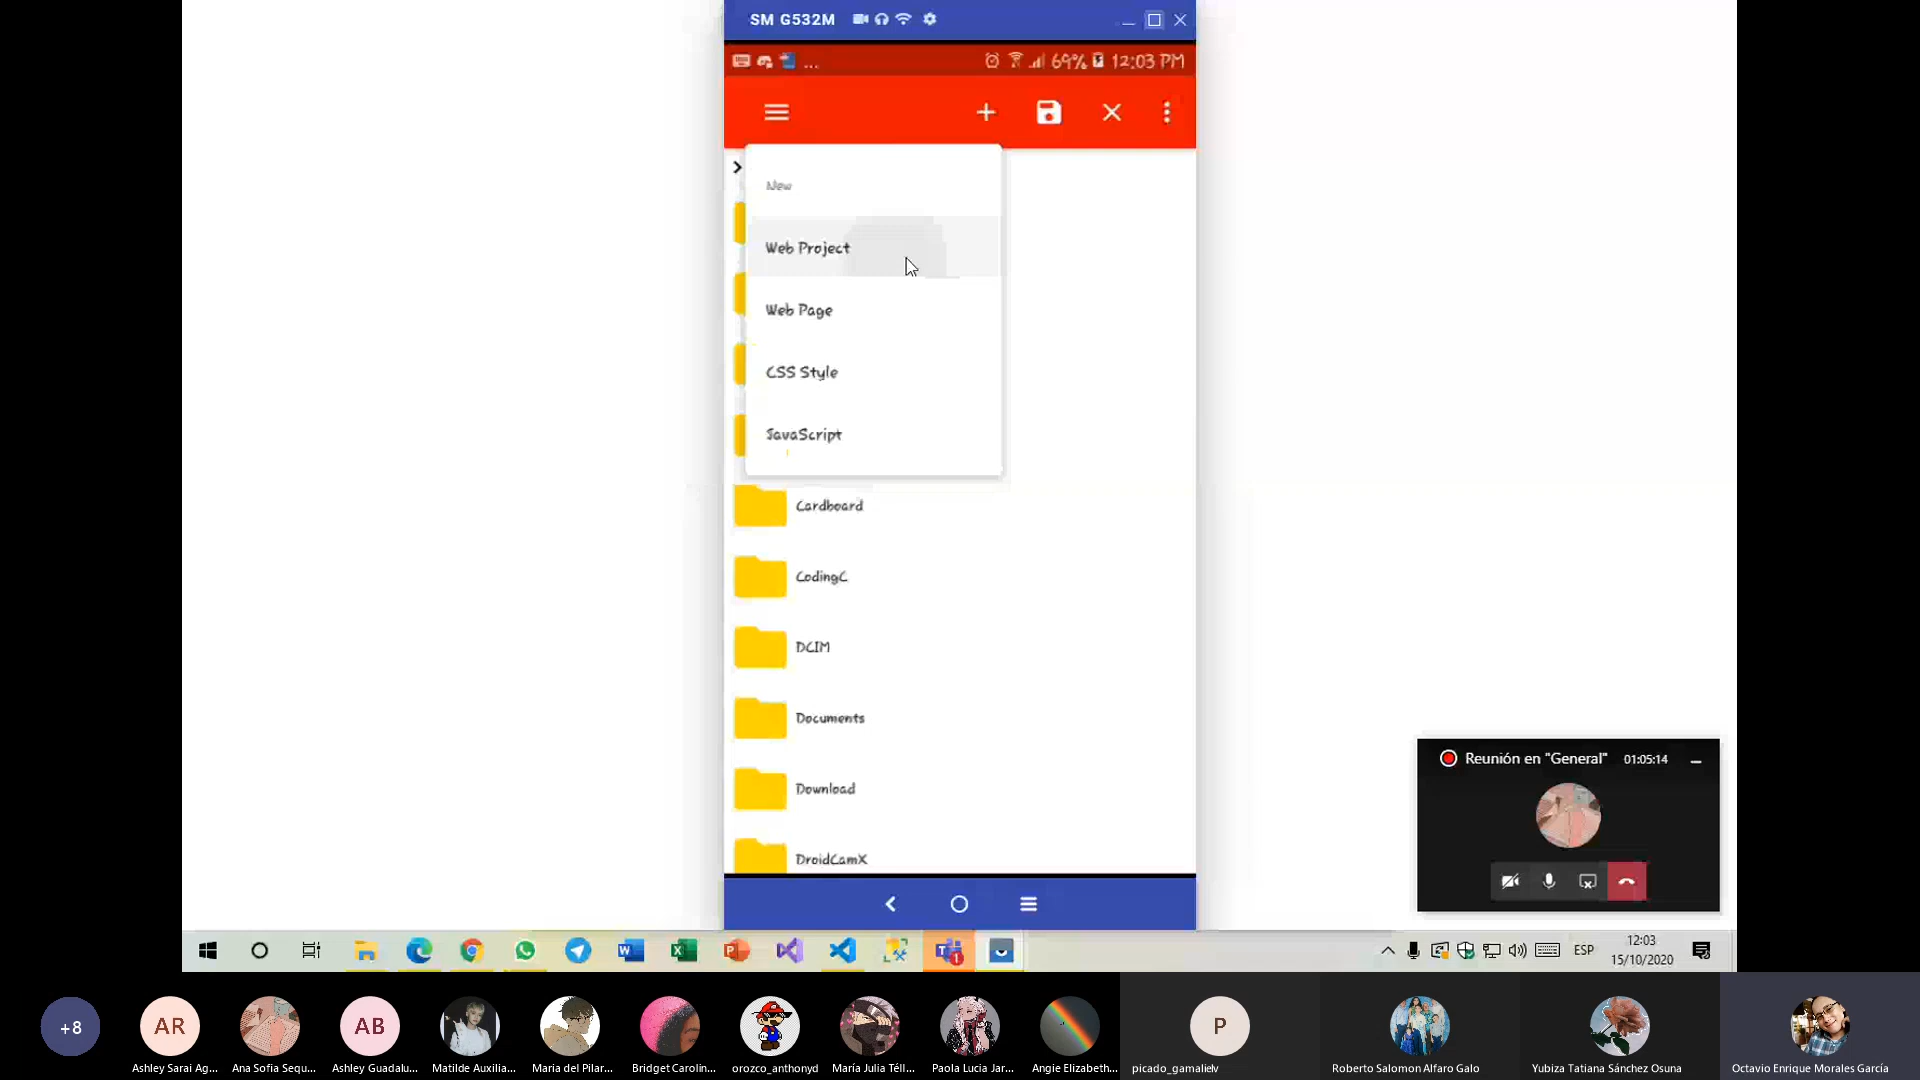 SM G532M
... 69% 12:03 PM
New
Web Project
Web Page
CSS Style
JavaScript
Cardboard
CodingC
DCIM
Documents
Download
DroidCamX
Reunión en "General" 01:05:14
ESP
12:03
15/10/2020
+8
AR
AB
P
Ashley Sarai Ag...
Ana Sofia Sequ...
Ashley Guadalu...
Matilde Auxilia...
Maria del Pilar...
Bridget Carolin...
orozco_anthonyd
María Julia Téll...
Paola Lucia Jar...
Angie Elizabeth...
picado_gamalielv
Roberto Salomon Alfaro Galo
Yubiza Tatiana Sánchez Osuna
Octavio Enrique Morales García